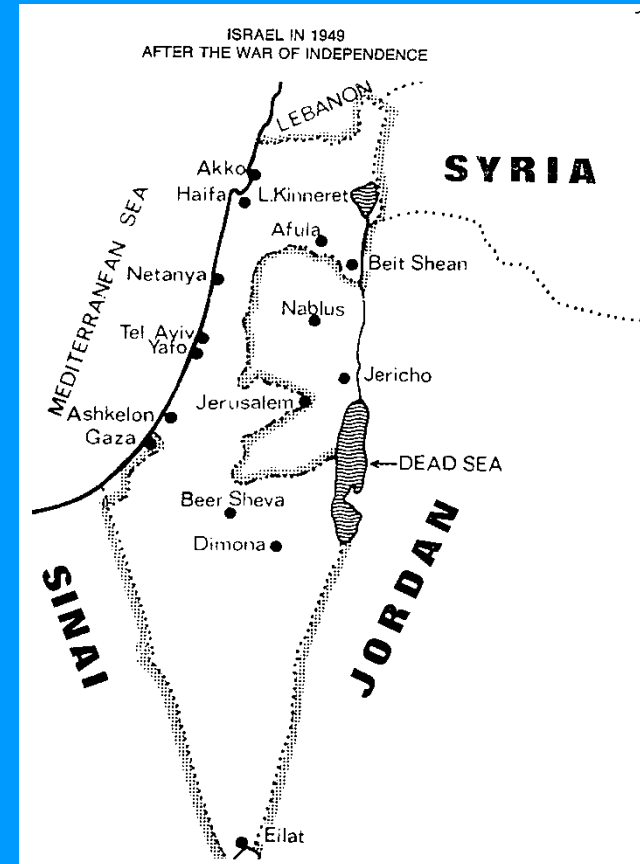 ISRAEL IN 1949
AFTER THE WAR OF INDEPENDENCE
LEBANON
SYRIA
Akko
Haifa
L.Kinneret
MEDITERRANEAN SEA
Afula
Beit Shean
Netanya
Nablus
Tel Aviv
Yafo
Jericho
Jerusalem
Ashkelon
Gaza
DEAD SEA
Beer Sheva
Dimona
JORDAN
SINAI
Eilat